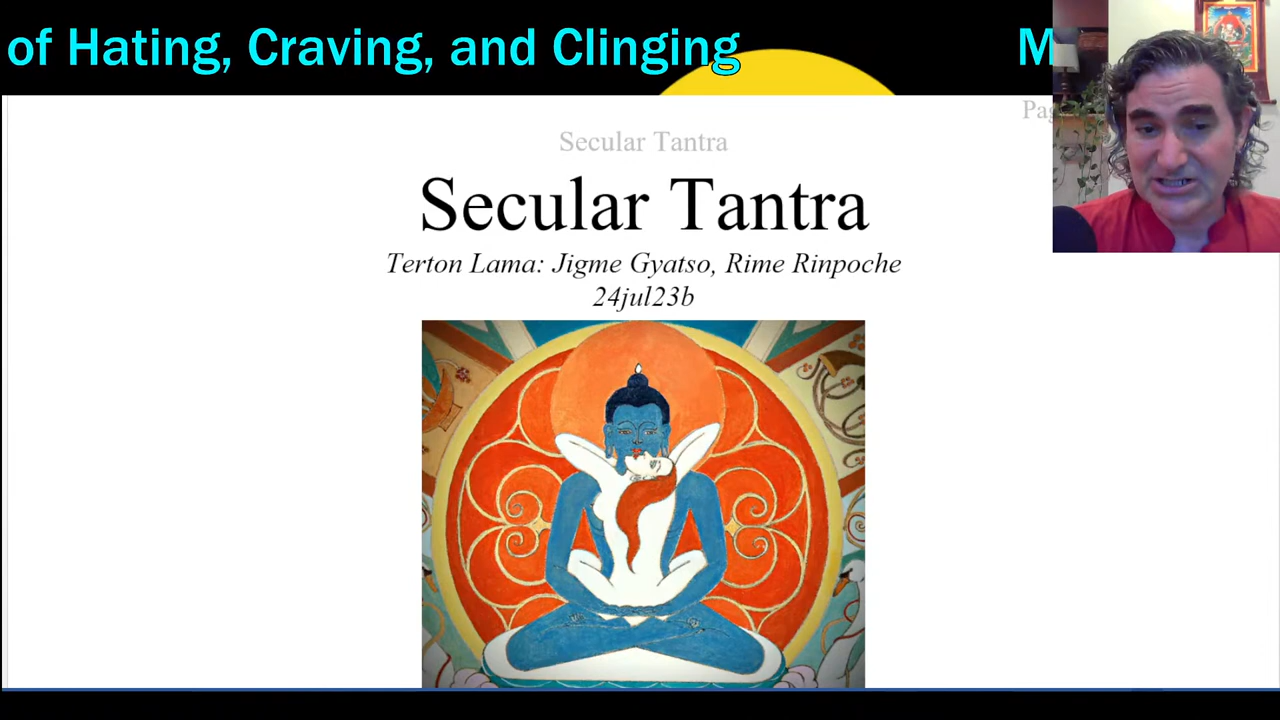 of Hating, Craving, and Clinging
Secular Tantra
Secular Tantra
Terton Lama: Jigme Gyatso, Rime Rinpoche
24jul23b